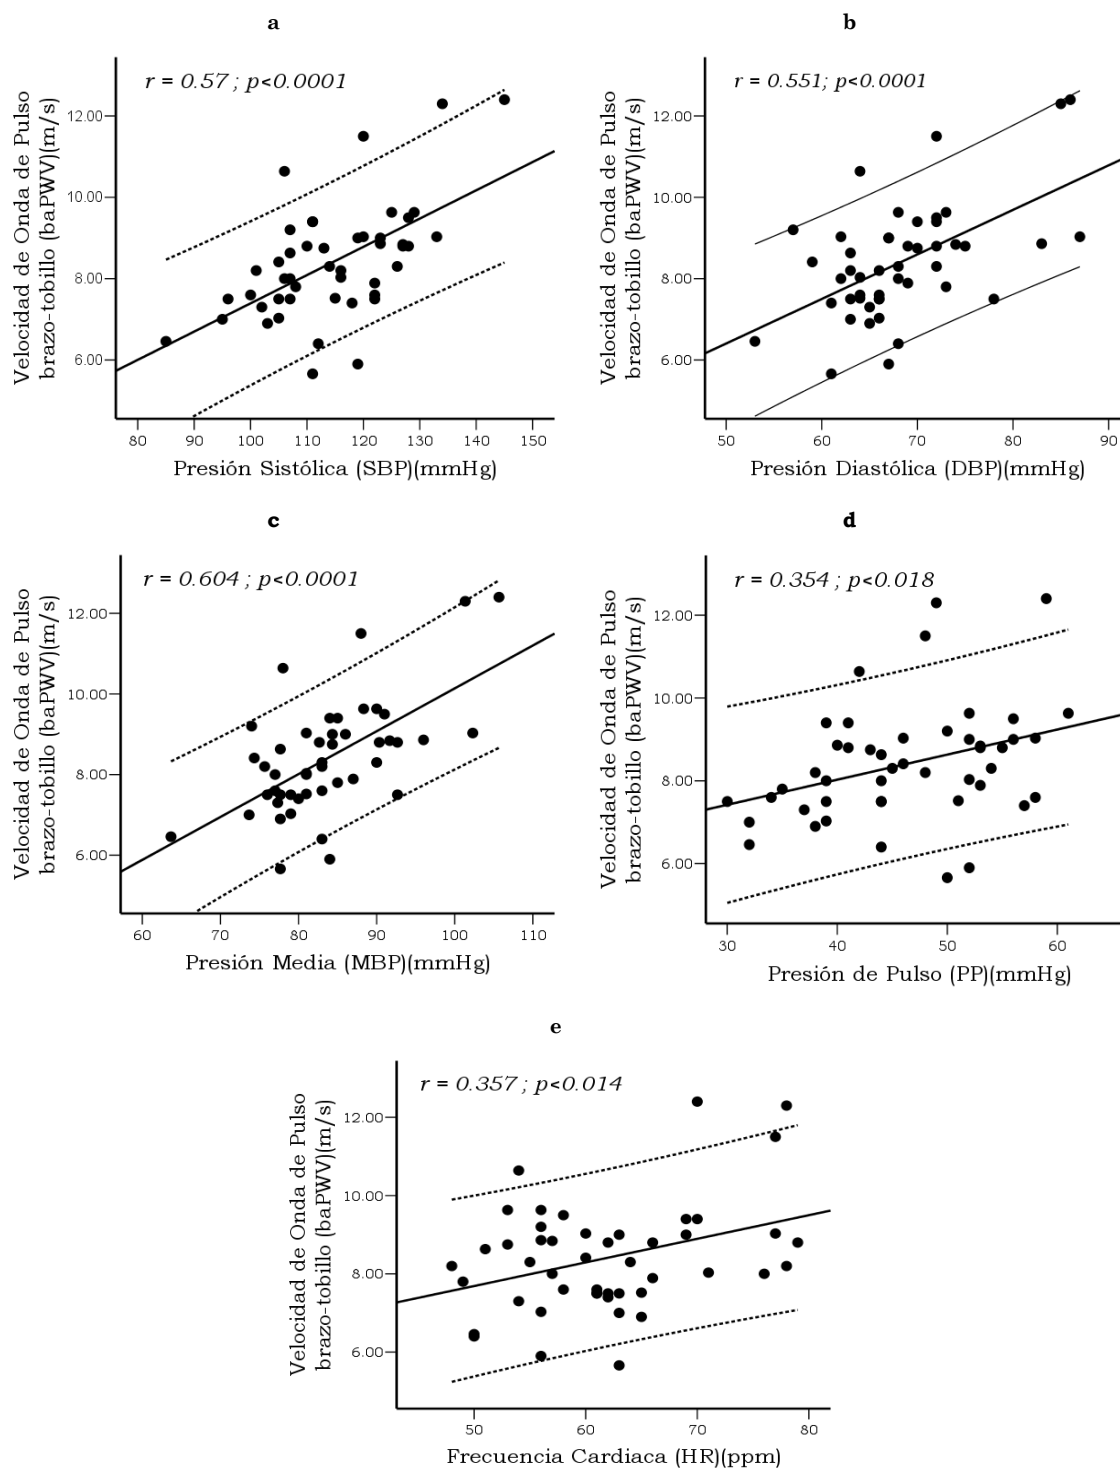 a
r = 0.57 ; p<0.0001
Velocidad de Onda de Pulso
brazo-tobillo (baPWV)(m/s)
12.00
10.00
8.00
6.00
80 90 100 110 120 130 140 150
Presión Sistólica (SBP)(mmHg)
b
r = 0.551; p<0.0001
Velocidad de Onda de Pulso
brazo-tobillo (baPWV)(m/s)
12.00
10.00
8.00
6.00
50 60 70 80 90
Presión Diastólica (DBP)(mmHg)
c
r = 0.604 ; p<0.0001
Velocidad de Onda de Pulso
brazo-tobillo (baPWV)(m/s)
12.00
10.00
8.00
6.00
60 70 80 90 100 110
Presión Media (MBP)(mmHg)
d
r = 0.354 ; p<0.018
Velocidad de Onda de Pulso
brazo-tobillo (baPWV)(m/s)
12.00
10.00
8.00
6.00
30 40 50 60
Presión de Pulso (PP)(mmHg)
e
r = 0.357 ; p<0.014
Velocidad de Onda de Pulso
brazo-tobillo (baPWV)(m/s)
12.00
10.00
8.00
6.00
50 60 70 80
Frecuencia Cardiaca (HR)(ppm)